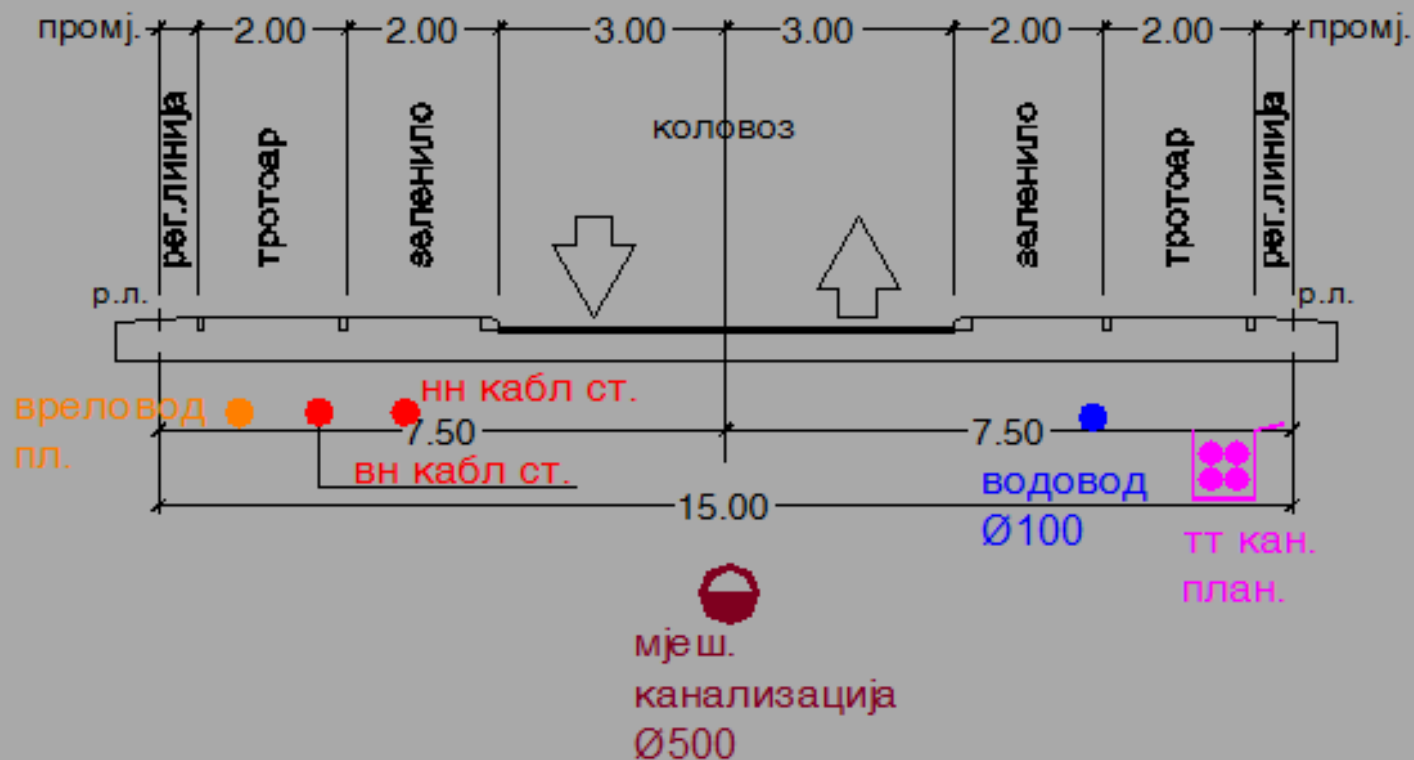 промј. 2.00 2.00 3.00 3.00 2.00 2.00 промј.
рег.линија
тротоар
зеленило
коловоз
зеленило
тротоар
рег.линија
р.л. р.л.
вреловод
пл.
нн кабл ст.
7.50 7.50
вн кабл ст.
15.00
водовод
Ø100
тт кан.
план.
мјеш.
канализација
Ø500